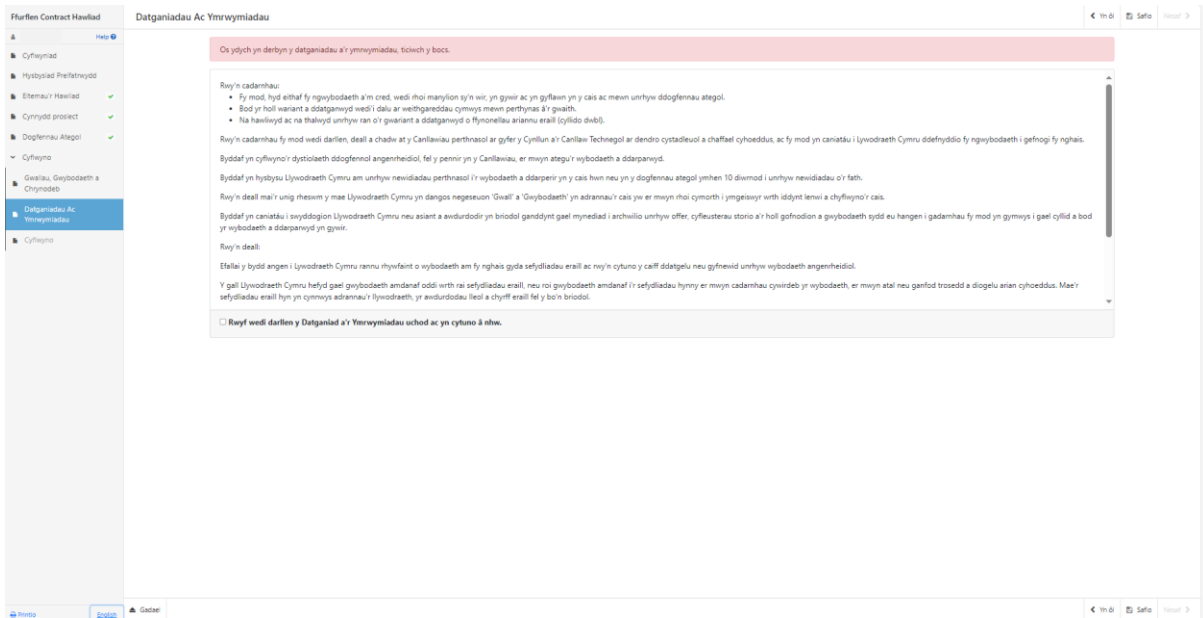 Ffurflen Contract Hawliad
Datganiadau Ac Ymrwymiadau
Yn ôl
Safio
Nesaf
Help
Cyflwyniad
Hysbysiad Preifatrwydd
Eitemau'r Hawliad
Cynnydd prosiect
Dogfennau Ategol
Cyflwyno
Gwallau, Gwybodaeth a
Chrynodeb
Datganiadau Ac
Ymrwymiadau
Cyflwyno
Os ydych yn derbyn y datganiadau a'r ymrwymiadau, ticiwch y bocs.
Rwy'n cadarnhau:
• Fy mod, hyd eithaf fy ngwybodaeth a'm cred, wedi rhoi manylion sy'n wir, yn gywir ac yn gyflawn yn y cais ac mewn unrhyw ddogfennau ategol.
• Bod yr holl wariant a ddatganwyd wedi'i dalu ar weithgareddau cymwys mewn perthynas â'r gwaith.
• Na hawliwyd ac na thalwyd unrhyw ran o'r gwariant a ddatganwyd o ffynonellau ariannu eraill (cyllido dwbl).
Rwy'n cadarnhau fy mod wedi darllen, deall a chadw at y Canllawiau perthnasol ar gyfer y Cynllun a'r Canllaw Technegol ar dendro cystadleuol a chaffael cyhoeddus, ac fy mod yn caniatáu i Lywodraeth Cymru ddefnyddio fy ngwybodaeth i gefnogi fy nghais.
Byddaf yn cyflwyno'r dystiolaeth ddogfennol angenrheidiol, fel y pennir yn y Canllawiau, er mwyn ategu'r wybodaeth a ddarparwyd.
Byddaf yn hysbysu Llywodraeth Cymru am unrhyw newidiadau perthnasol i'r wybodaeth a ddarperir yn y cais hwn neu yn y dogfennau ategol ymhen 10 diwrnod i unrhyw newidiadau o'r fath.
Rwy'n deall mai'r unig rheswm y mae Llywodraeth Cymru yn dangos negeseuon 'Gwall' a 'Gwybodaeth' yn adrannau'r cais yw er mwyn rhoi cymorth i ymgeiswyr wrth iddynt lenwi a chyflwyno'r cais.
Byddaf yn caniatáu i swyddogion Llywodraeth Cymru neu asiant a awdurdodir yn briodol ganddynt gael mynediad i archwilio unrhyw offer, cyfleusterau storio a'r holl gofnodion a gwybodaeth sydd eu hangen i gadarnhau fy mod yn gymwys i gael cyllid a bod
yr wybodaeth a ddarparwyd yn gywir.
Rwy'n deall:
Efallai y bydd angen i Lywodraeth Cymru rannu rhywfaint o wybodaeth am fy nghais gyda sefydliadau eraill ac rwy'n cytuno y caiff ddatgelu neu gyfnewid unrhyw wybodaeth angenrheidiol.
Y gall Llywodraeth Cymru hefyd gael gwybodaeth amdanaf oddi wrth rai sefydliadau eraill, neu roi gwybodaeth amdanaf i'r sefydliadau hynny er mwyn cadarnhau cywirdeb yr wybodaeth, er mwyn atal neu ganfod trosedd a diogelu arian cyhoeddus. Mae'r
sefydliadau eraill hyn yn cynnwys adrannau'r llywodraeth, yr awdurdodau lleol a chyrff eraill fel y bo'n briodol.
Rwyf wedi darllen y Datganiad a'r Ymrwymiadau uchod ac yn cytuno â nhw.
Printio
English
Gadael
Yn ôl
Safio
Nesaf